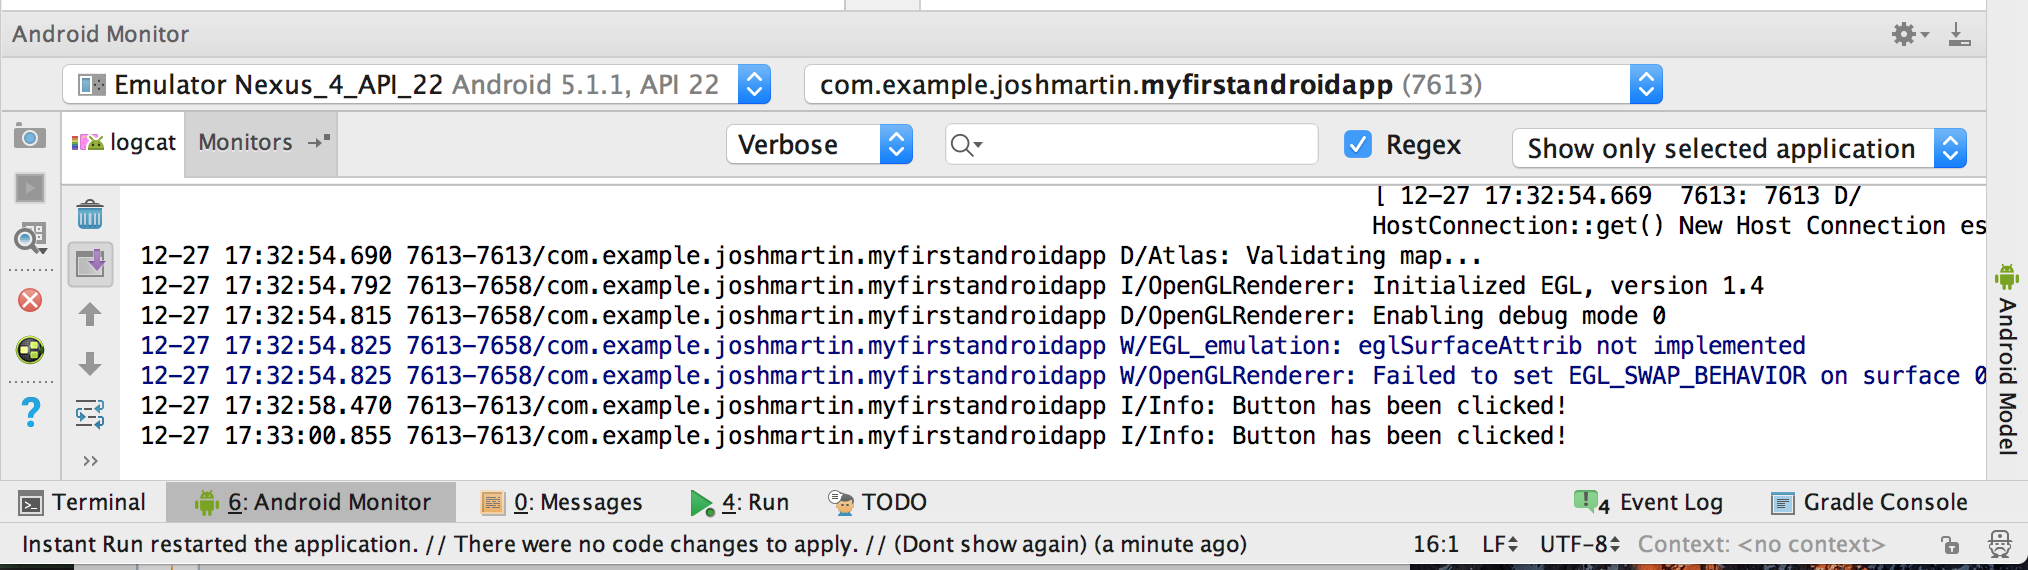 Android Monitor
Emulator Nexus_4_API_22 Android 5.1.1, API 22 com.example.joshmartin.myfirstandroidapp (7613)
logcat Monitors Verbose Regex Show only selected application
[ 12-27 17:32:54.669  7613: 7613 D/
HostConnection::get() New Host Connection es
12-27 17:32:54.690 7613-7613/com.example.joshmartin.myfirstandroidapp D/Atlas: Validating map...
12-27 17:32:54.792 7613-7658/com.example.joshmartin.myfirstandroidapp I/OpenGLRenderer: Initialized EGL, version 1.4
12-27 17:32:54.815 7613-7658/com.example.joshmartin.myfirstandroidapp D/OpenGLRenderer: Enabling debug mode 0
12-27 17:32:54.825 7613-7658/com.example.joshmartin.myfirstandroidapp W/EGL_emulation: eglSurfaceAttrib not implemented
12-27 17:32:54.825 7613-7658/com.example.joshmartin.myfirstandroidapp W/OpenGLRenderer: Failed to set EGL_SWAP_BEHAVIOR on surface 0
12-27 17:32:58.470 7613-7613/com.example.joshmartin.myfirstandroidapp I/Info: Button has been clicked!
12-27 17:33:00.855 7613-7613/com.example.joshmartin.myfirstandroidapp I/Info: Button has been clicked!
Android Model
Terminal 6: Android Monitor 0: Messages 4: Run TODO 4 Event Log Gradle Console
Instant Run restarted the application. // There were no code changes to apply. // (Dont show again) (a minute ago) 16:1 LF UTF-8 Context: <no context>